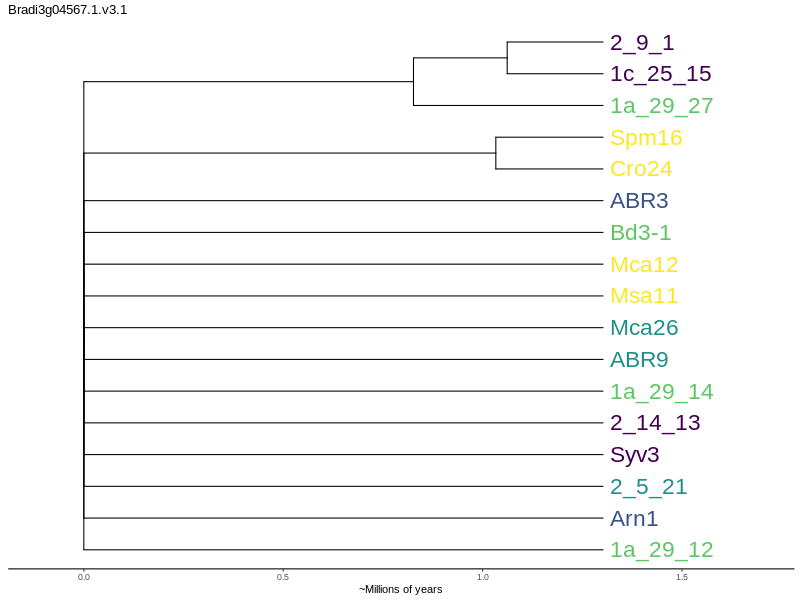 Bradi3g04567.1.v3.1
2_9_1
1c_25_15
1a_29_27
Spm16
Cro24
ABR3
Bd3-1
Mca12
Msa11
Mca26
ABR9
1a_29_14
2_14_13
Syv3
2_5_21
Arn1
1a_29_12
0.0 0.5 1.0 1.5
~Millions of years